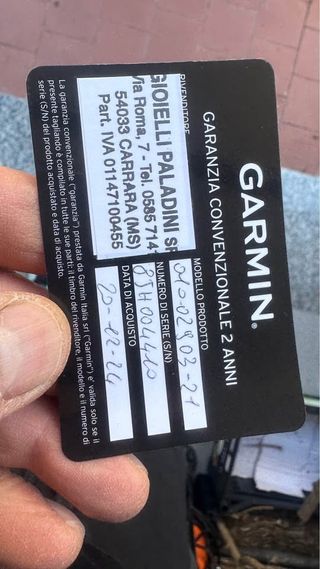 GARMIN®
GARANZIA CONVENZIONALE 2 ANNI
RIVENDITORE
GIOIELLI PALADINI
Via Roma, 7 - Tel. 0585 714
54033 CARRARA (MS)
Part. IVA 01147100455
MODELLO PRODOTTO
010-02903-21
NUMERO DI SERIE (S/N)
DATA DI ACQUISTO
20-12-24
La garanzia convenzionale ("garanzia") prestata da Garmin Italia srl ("Garmin") e' valida solo se il
presente tagliando è compilato in tutte le sue parti: il timbro del rivenditore, il modello e il numero di
serie (S/N) del prodotto acquistato e data di acquisto.